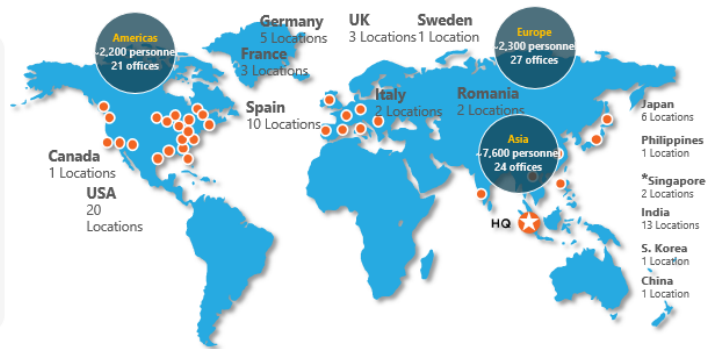 Americas
~2,200 personnel
21 offices
Germany
5 Locations
France
3 Locations
UK
3 Locations
Sweden
1 Location
Europe
~2,300 personnel
27 offices
Spain
10 Locations
Italy
2 Locations
Romania
2 Locations
Canada
1 Locations
USA
20
Locations
Asia
~7,600 personnel
24 offices
HQ
Japan
6 Locations
Philippines
1 Location
*Singapore
2 Locations
India
13 Locations
S. Korea
1 Location
China
1 Location